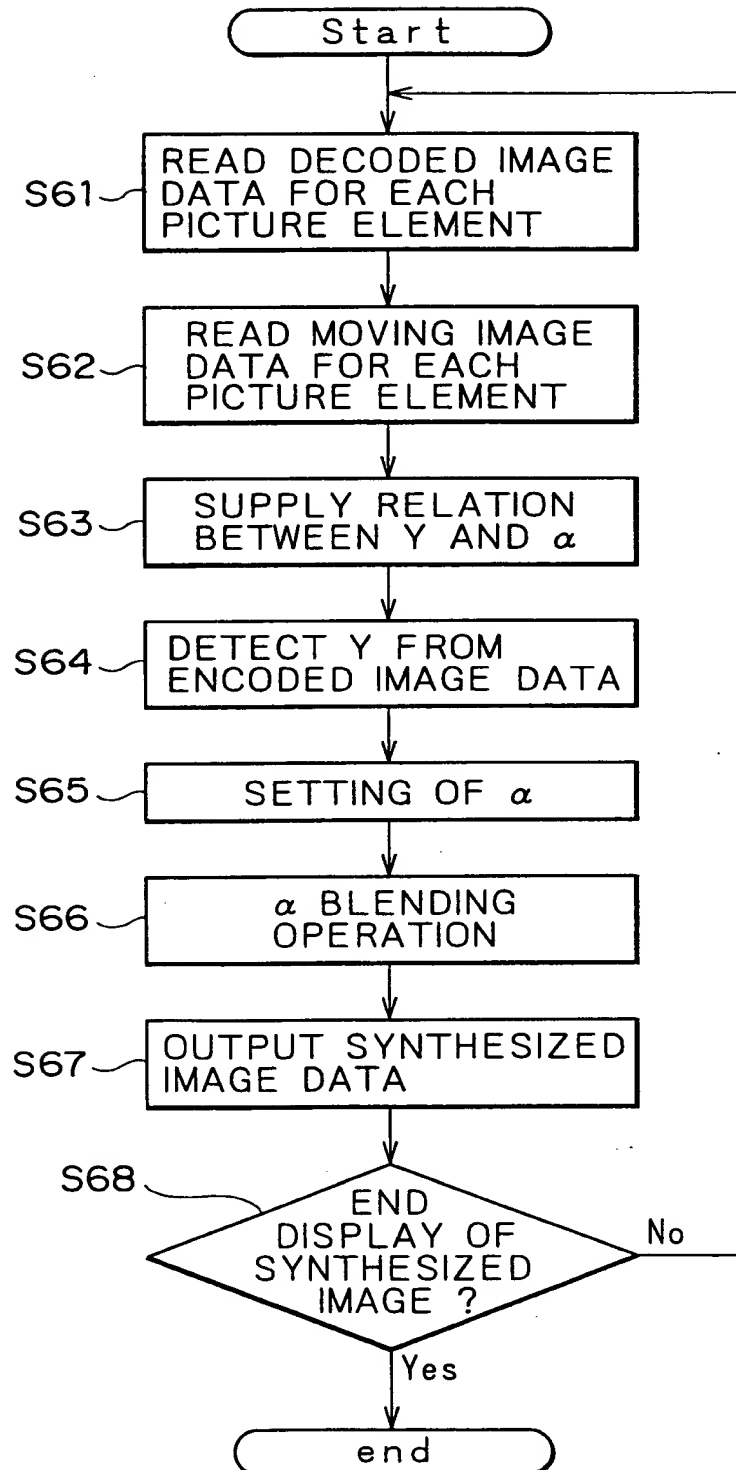 Start
S61
READ DECODED IMAGE
DATA FOR EACH
PICTURE ELEMENT
S62
READ MOVING IMAGE
DATA FOR EACH
PICTURE ELEMENT
S63
SUPPLY RELATION
BETWEEN Y AND α
S64
DETECT Y FROM
ENCODED IMAGE DATA
S65
SETTING OF α
S66
α BLENDING
OPERATION
S67
OUTPUT SYNTHESIZED
IMAGE DATA
S68
END
DISPLAY OF
SYNTHESIZED
IMAGE ?
No
Yes
end